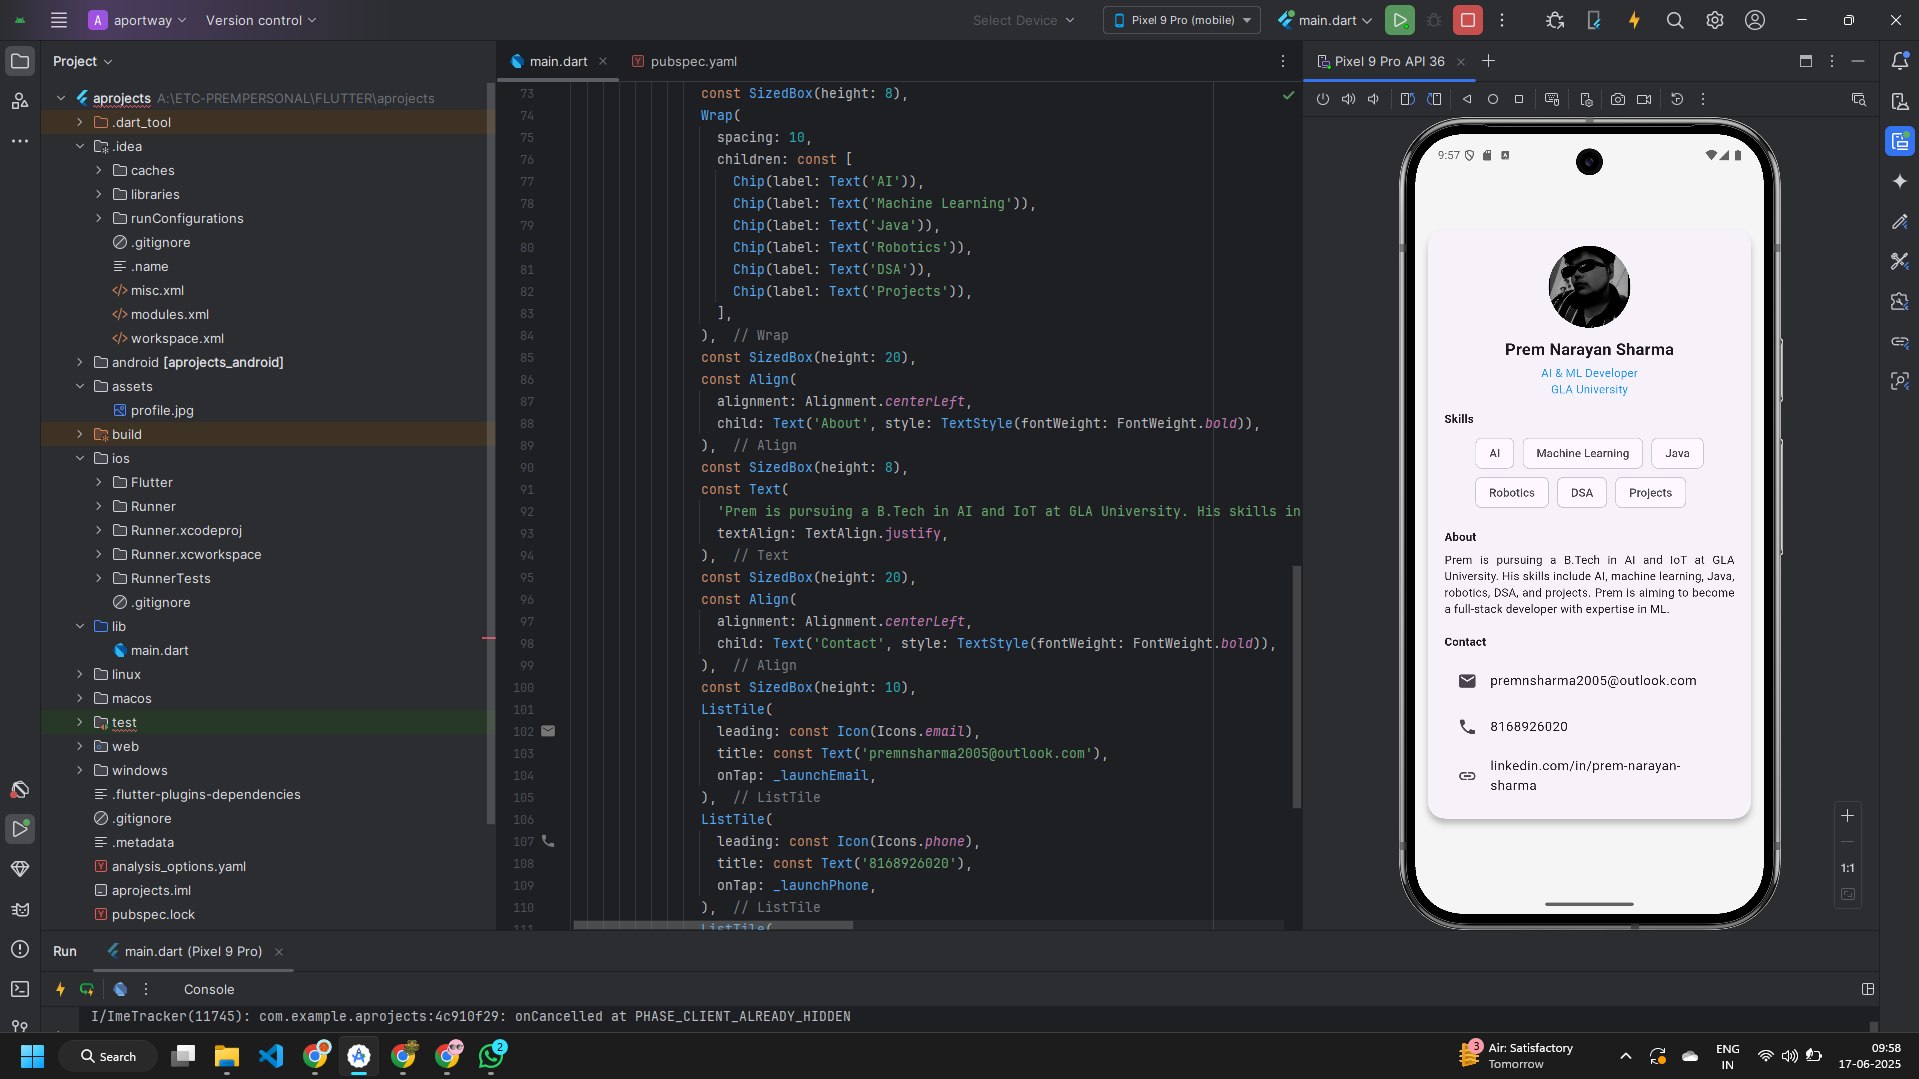 A aportway
Version control
Select Device
Pixel 9 Pro (mobile)
main.dart
Project
main.dart
pubspec.yaml
Pixel 9 Pro API 36
aprojects A:\ETC-PREMPERSONAL\FLUTTER\aprojects
.dart_tool
.idea
caches
libraries
runConfigurations
.gitignore
.name
misc.xml
modules.xml
workspace.xml
android [aprojects_android]
assets
profile.jpg
build
ios
Flutter
Runner
Runner.xcodeproj
Runner.xcworkspace
RunnerTests
.gitignore
lib
main.dart
linux
macos
test
web
windows
.flutter-plugins-dependencies
.gitignore
.metadata
analysis_options.yaml
aprojects.iml
pubspec.lock
73 const SizedBox(height: 8),
74 Wrap(
75 spacing: 10,
76 children: const [
77 Chip(label: Text('AI')),
78 Chip(label: Text('Machine Learning')),
79 Chip(label: Text('Java')),
80 Chip(label: Text('Robotics')),
81 Chip(label: Text('DSA')),
82 Chip(label: Text('Projects')),
83 ],
84 ), // Wrap
85 const SizedBox(height: 20),
86 const Align(
87 alignment: Alignment.centerLeft,
88 child: Text('About', style: TextStyle(fontWeight: FontWeight.bold)),
89 ), // Align
90 const SizedBox(height: 8),
91 const Text(
92 'Prem is pursuing a B.Tech in AI and IoT at GLA University. His skills in
93 textAlign: TextAlign.justify,
94 ), // Text
95 const SizedBox(height: 20),
96 const Align(
97 alignment: Alignment.centerLeft,
98 child: Text('Contact', style: TextStyle(fontWeight: FontWeight.bold)),
99 ), // Align
100 const SizedBox(height: 10),
101 ListTile(
102 leading: const Icon(Icons.email),
103 title: const Text('premnsharma2005@outlook.com'),
104 onTap: _launchEmail,
105 ), // ListTile
106 ListTile(
107 leading: const Icon(Icons.phone),
108 title: const Text('8168926020'),
109 onTap: _launchPhone,
110 ), // ListTile
111 ListTile(
9:57
Prem Narayan Sharma
AI & ML Developer
GLA University
Skills
AI Machine Learning Java
Robotics DSA Projects
About
Prem is pursuing a B.Tech in AI and IoT at GLA
University. His skills include AI, machine learning, Java,
robotics, DSA, and projects. Prem is aiming to become
a full-stack developer with expertise in ML.
Contact
premnsharma2005@outlook.com
8168926020
linkedin.com/in/prem-narayan-
sharma
1:1
Run main.dart (Pixel 9 Pro)
Console
I/ImeTracker(11745): com.example.aprojects:4c910f29: onCancelled at PHASE_CLIENT_ALREADY_HIDDEN
Search
2
3
Air: Satisfactory
Tomorrow
ENG
IN
09:58
17-06-2025